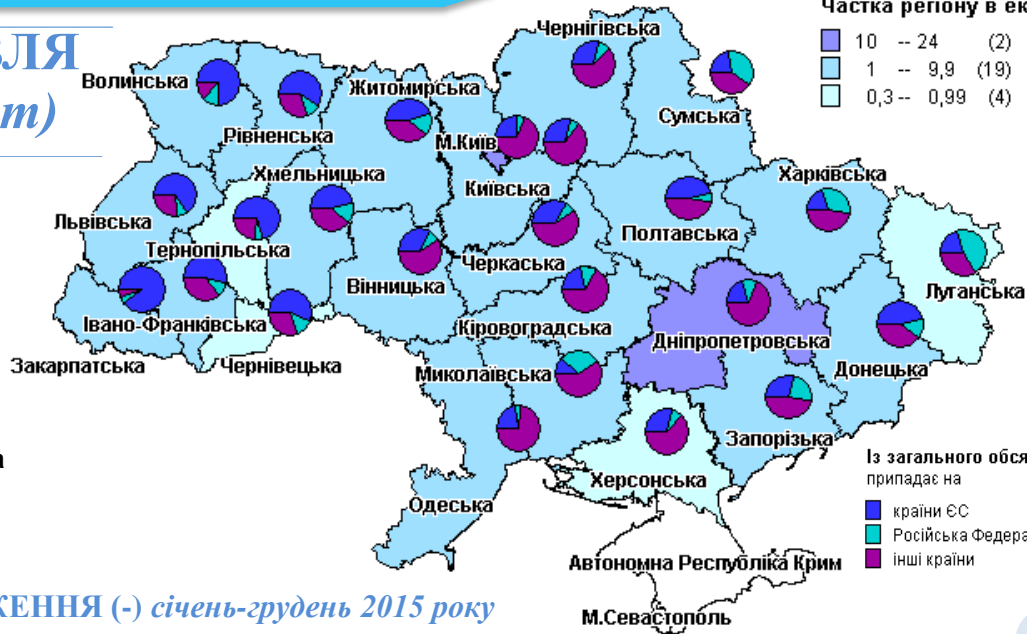 ВЛЯ
т)
Частка регіону в ек
10 -- 24 (2)
1 -- 9,9 (19)
0,3 -- 0,99 (4)
Чернігівська
Волинська
Житомирська
Рівненська
М.Київ
Сумська
Хмельницька
Київська
Харківська
Львівська
Тернопільська
Полтавська
Черкаська
Вінницька
Луганська
Івано-Франківська
Кіровоградська
Дніпропетровська
Закарпатська
Чернівецька
Миколаївська
Донецька
Запорізька
а
Із загального обся
припадає на
Херсонська
країни ЄС
Одеська
Російська Федера
інші країни
Автономна Республіка Крим
ЖЕННЯ (-) січень-грудень 2015 року
М.Севастополь